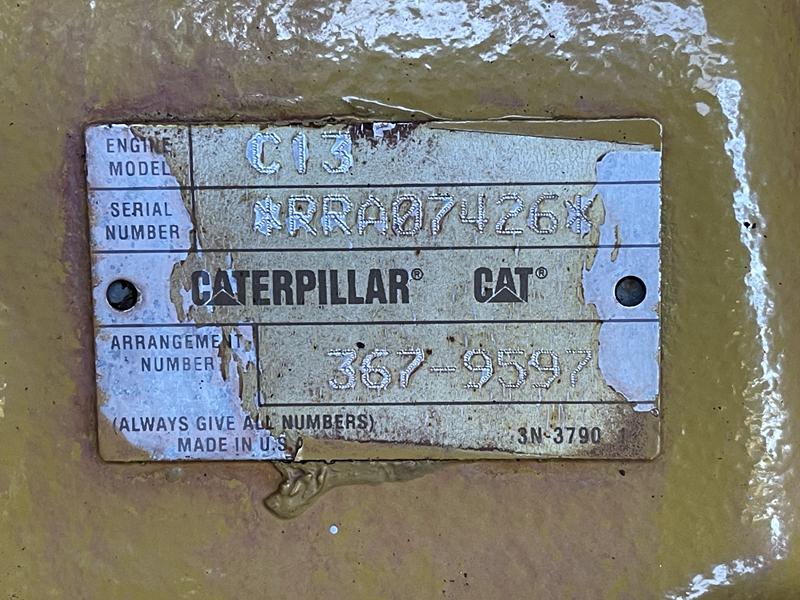 ENGINE MODEL C13
SERIAL NUMBER *RRA07426*
CATERPILLAR® CAT®
ARRANGEMENT NUMBER 367-9597
(ALWAYS GIVE ALL NUMBERS)
MADE IN U.S. 3N-3790 1